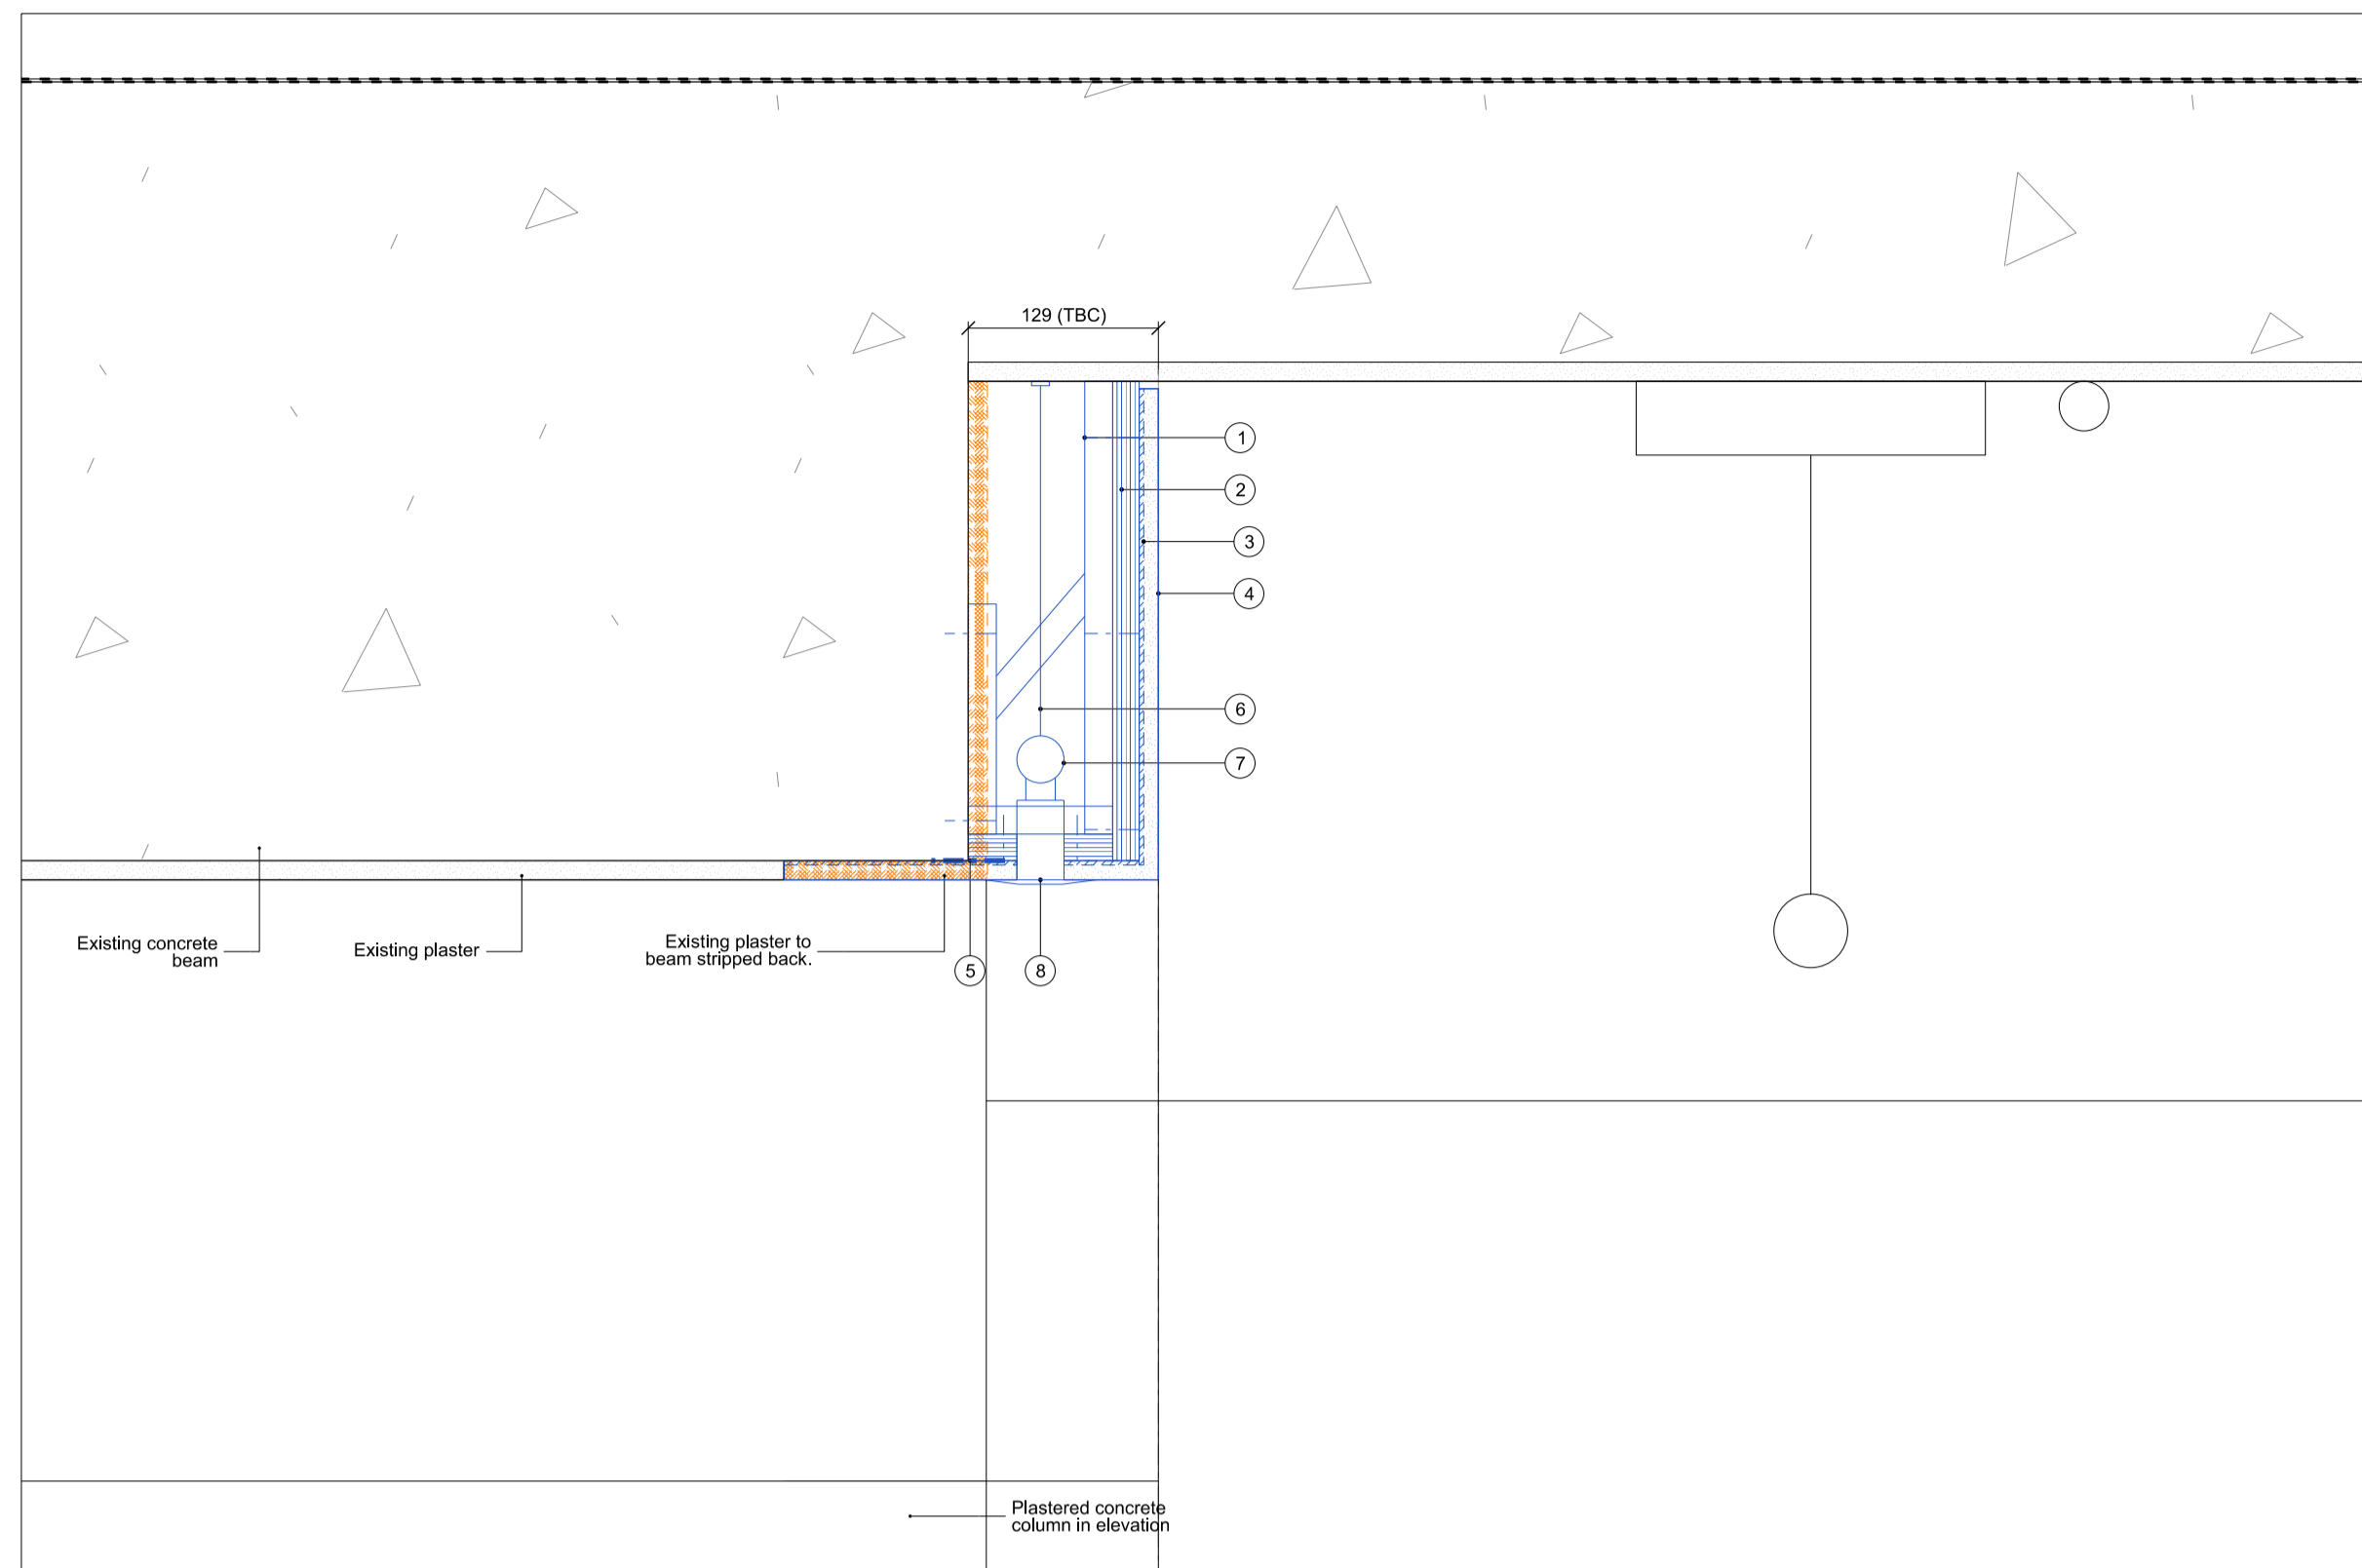 129 (TBC)
1
2
3
4
6
7
Existing concrete
beam
Existing plaster
Existing plaster to
beam stripped back.
5
8
Plastered concrete
column in elevation